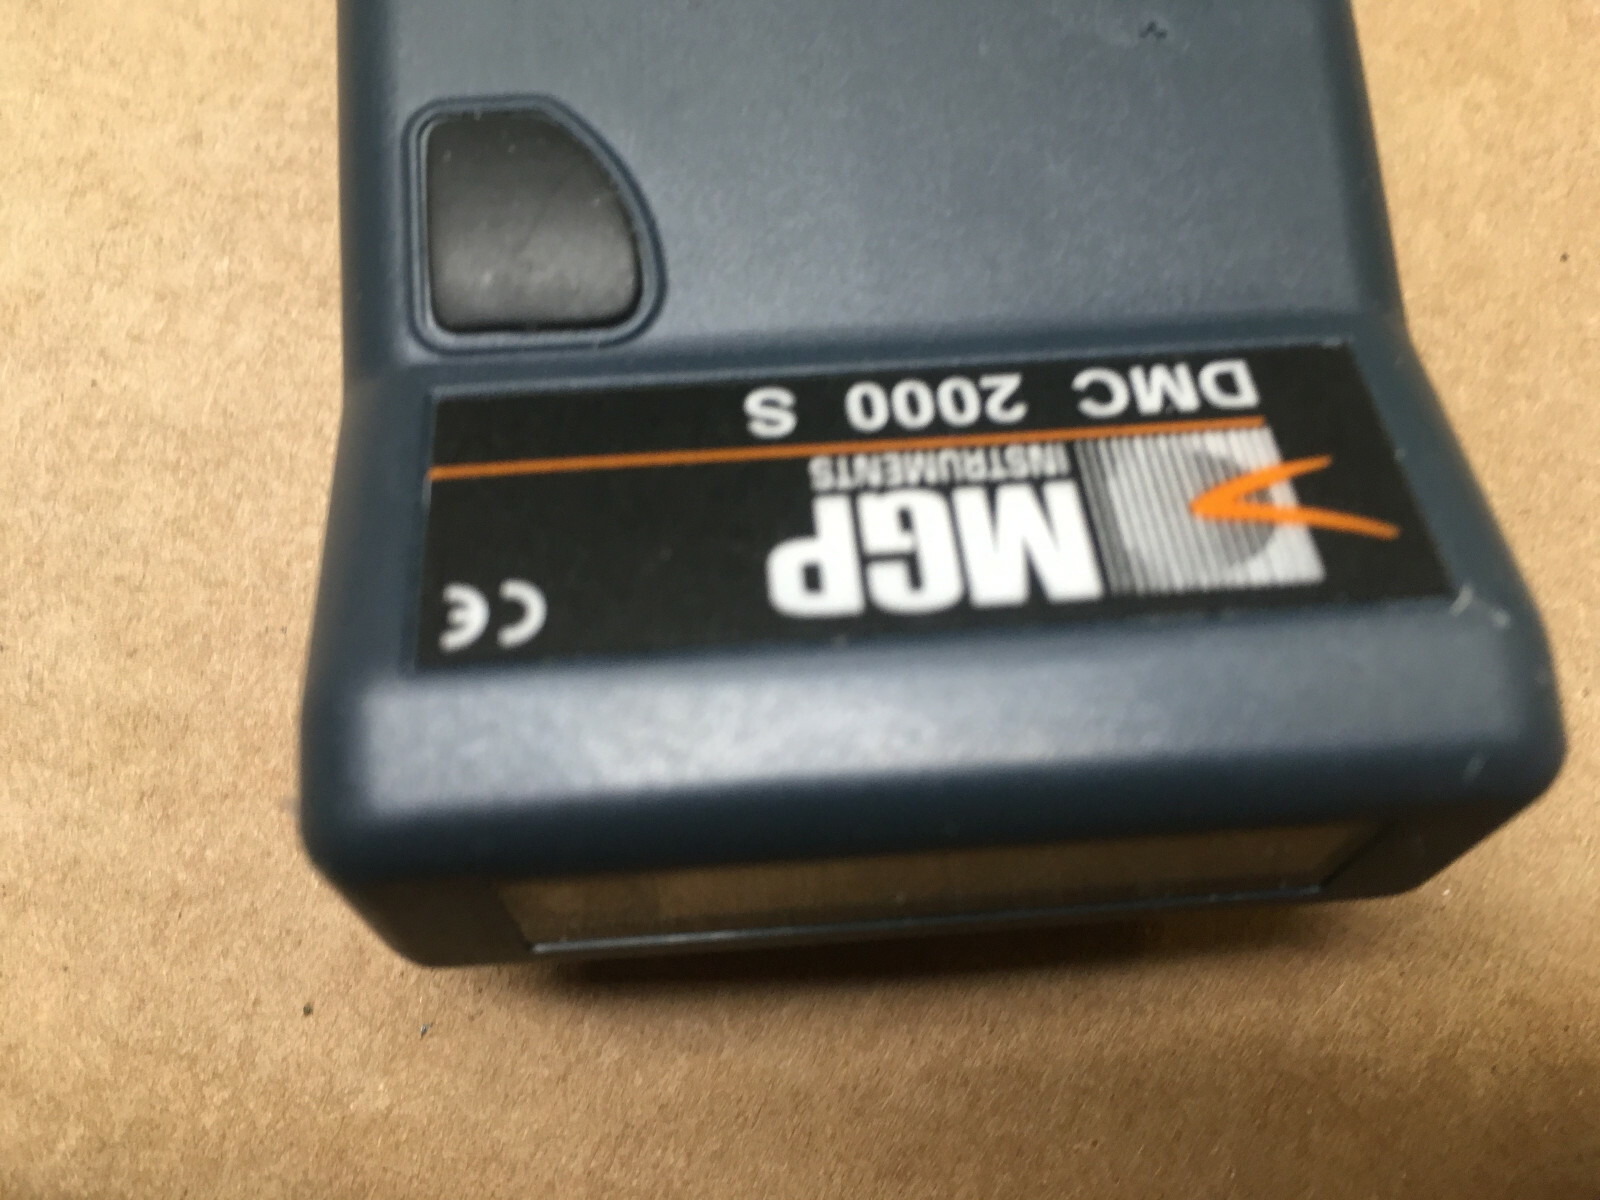 CE
MGP
INSTRUMENTS
DMC 2000 S